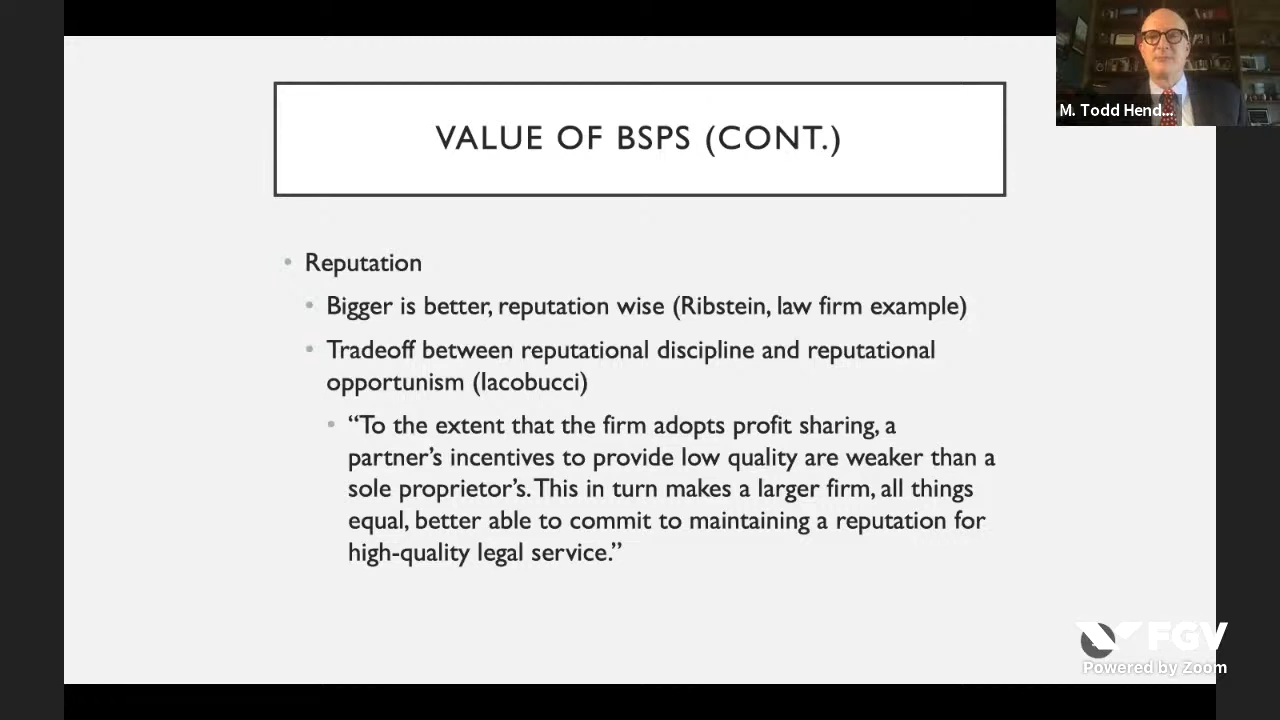 M. Todd Hend...
VALUE OF BSPS (CONT.)
• Reputation
• Bigger is better, reputation wise (Ribstein, law firm example)
• Tradeoff between reputational discipline and reputational
opportunism (Iacobucci)
• “To the extent that the firm adopts profit sharing, a
partner’s incentives to provide low quality are weaker than a
sole proprietor’s. This in turn makes a larger firm, all things
equal, better able to commit to maintaining a reputation for
high-quality legal service.”
FGV
Powered by Zoom